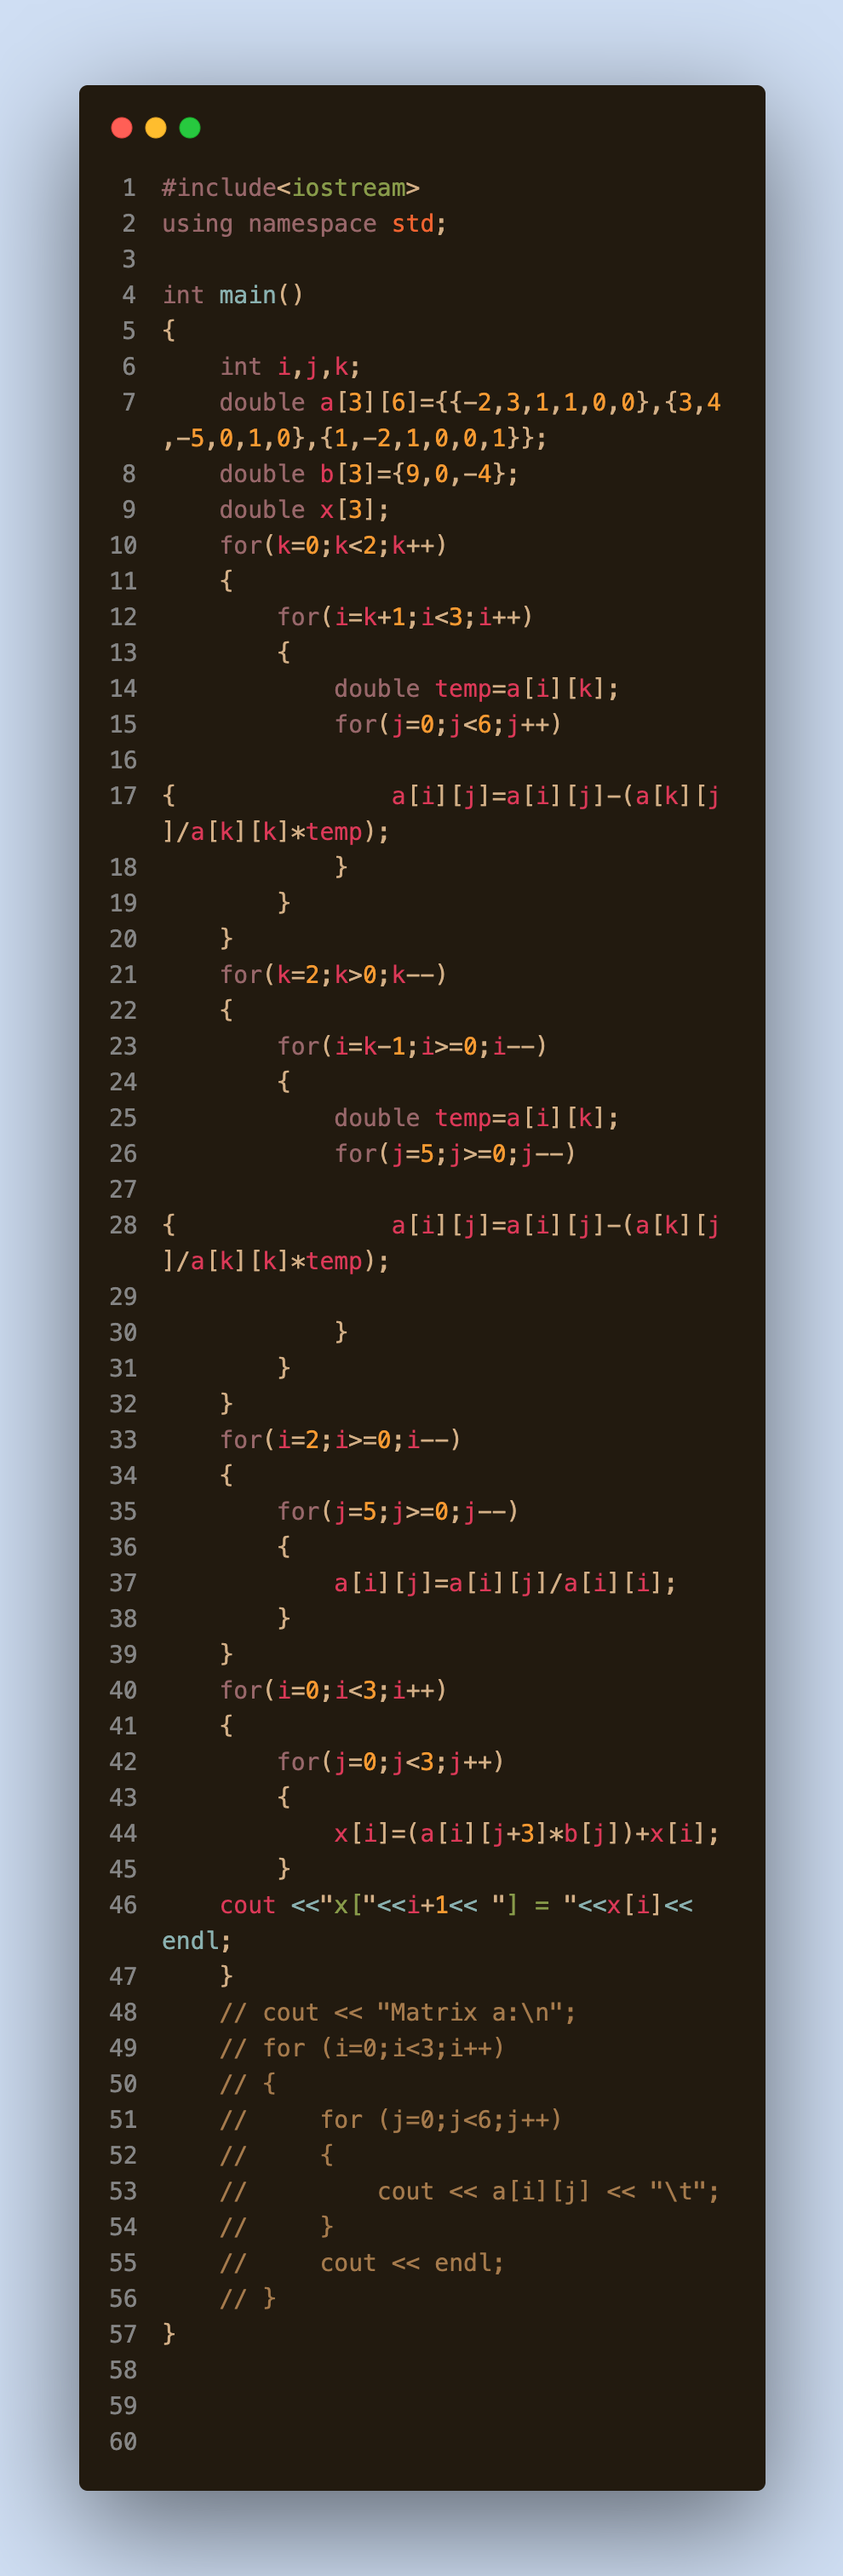 1 #include<iostream>
2 using namespace std;
3
4 int main()
5 {
6     int i,j,k;
7     double a[3][6]={{-2,3,1,1,0,0},{3,4
,-5,0,1,0},{1,-2,1,0,0,1}};
8     double b[3]={9,0,-4};
9     double x[3];
10     for(k=0;k<2;k++)
11     {
12         for(i=k+1;i<3;i++)
13         {
14             double temp=a[i][k];
15             for(j=0;j<6;j++)
16
17 {               a[i][j]=a[i][j]-(a[k][j
]/a[k][k]*temp);
18             }
19         }
20     }
21     for(k=2;k>0;k--)
22     {
23         for(i=k-1;i>=0;i--)
24         {
25             double temp=a[i][k];
26             for(j=5;j>=0;j--)
27
28 {               a[i][j]=a[i][j]-(a[k][j
]/a[k][k]*temp);
29
30             }
31         }
32     }
33     for(i=2;i>=0;i--)
34     {
35         for(j=5;j>=0;j--)
36         {
37             a[i][j]=a[i][j]/a[i][i];
38         }
39     }
40     for(i=0;i<3;i++)
41     {
42         for(j=0;j<3;j++)
43         {
44             x[i]=(a[i][j+3]*b[j])+x[i];
45         }
46     cout <<"x["<<i+1<< "] = "<<x[i]<<
endl;
47     }
48     // cout << "Matrix a:\n";
49     // for (i=0;i<3;i++)
50     // {
51     //     for (j=0;j<6;j++)
52     //     {
53     //         cout << a[i][j] << "\t";
54     //     }
55     //     cout << endl;
56     // }
57 }
58
59
60